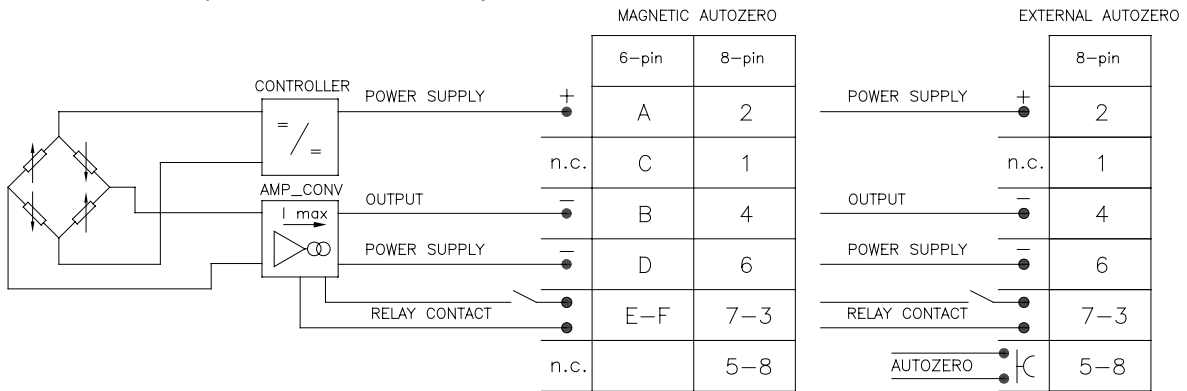 MAGNETIC AUTOZERO EXTERNAL AUTOZERO
6-pin 8-pin 8-pin
CONTROLLER
POWER SUPPLY + A 2 POWER SUPPLY + 2
= / =
n.c. C 1 n.c. 1
AMP_CONV
I max
OUTPUT – B 4 OUTPUT – 4
POWER SUPPLY – D 6 POWER SUPPLY – 6
RELAY CONTACT E-F 7-3 RELAY CONTACT 7-3
n.c. 5-8 AUTOZERO 5-8